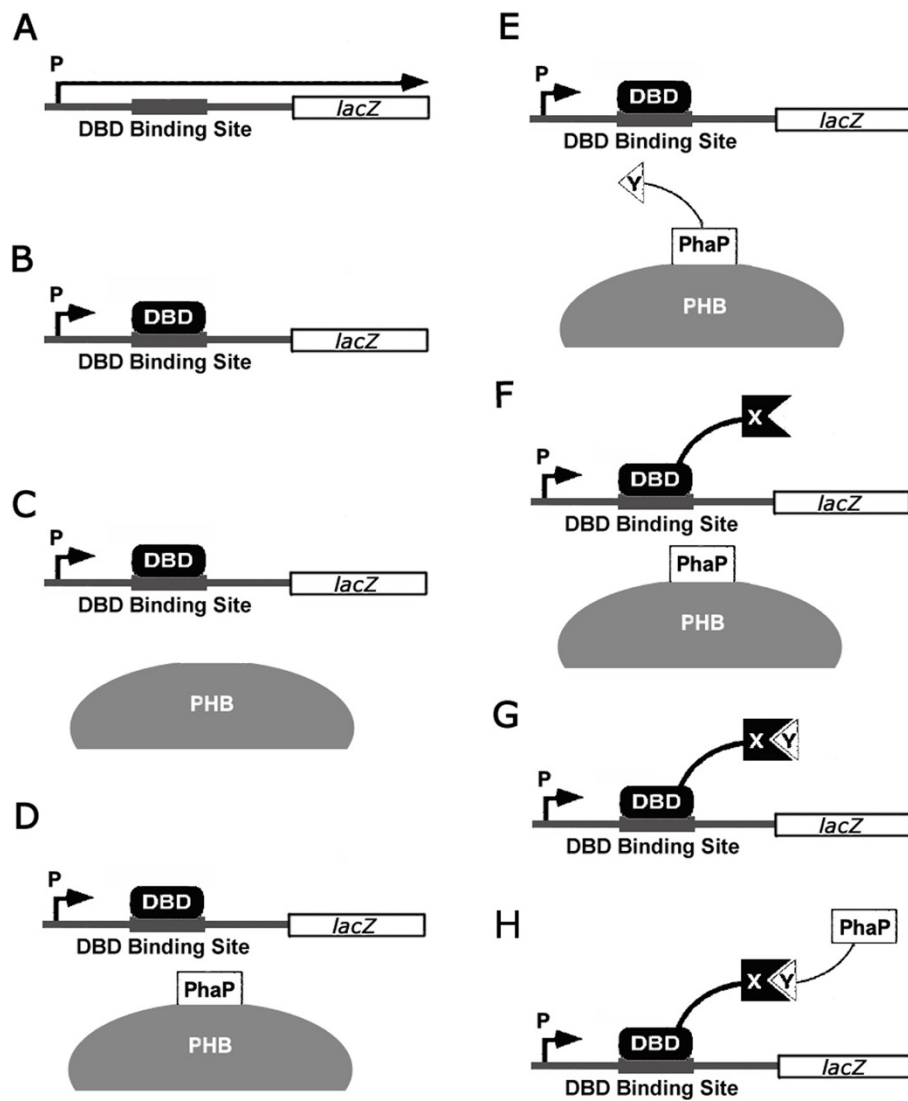 A
P
lacZ
DBD Binding Site
B
P
DBD
lacZ
DBD Binding Site
C
P
DBD
lacZ
DBD Binding Site
PHB
D
P
DBD
lacZ
DBD Binding Site
PhaP
PHB
E
P
DBD
lacZ
DBD Binding Site
Y
PhaP
PHB
F
X
P
DBD
lacZ
DBD Binding Site
PhaP
PHB
G
X Y
P
DBD
lacZ
DBD Binding Site
H
PhaP
X Y
P
DBD
lacZ
DBD Binding Site